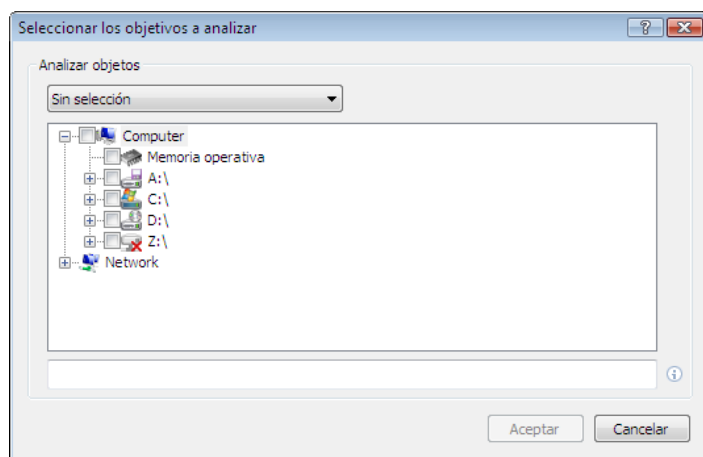 Seleccionar los objetivos a analizar
Analizar objetos
Sin selección
Computer
Memoria operativa
A:\
C:\
D:\
Z:\
Network
Aceptar
Cancelar